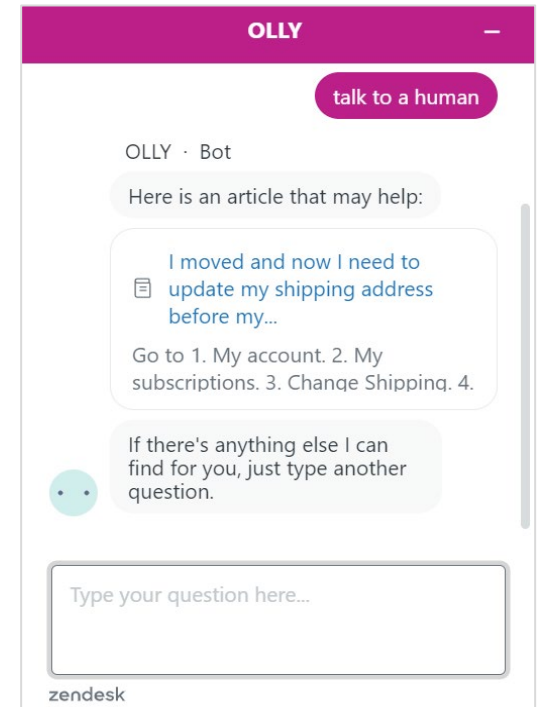 OLLY
talk to a human
OLLY · Bot
Here is an article that may help:
I moved and now I need to
update my shipping address
before my...
Go to 1. My account. 2. My
subscriptions. 3. Change Shipping. 4.
If there's anything else I can
find for you, just type another
question.
Type your question here...
zendesk